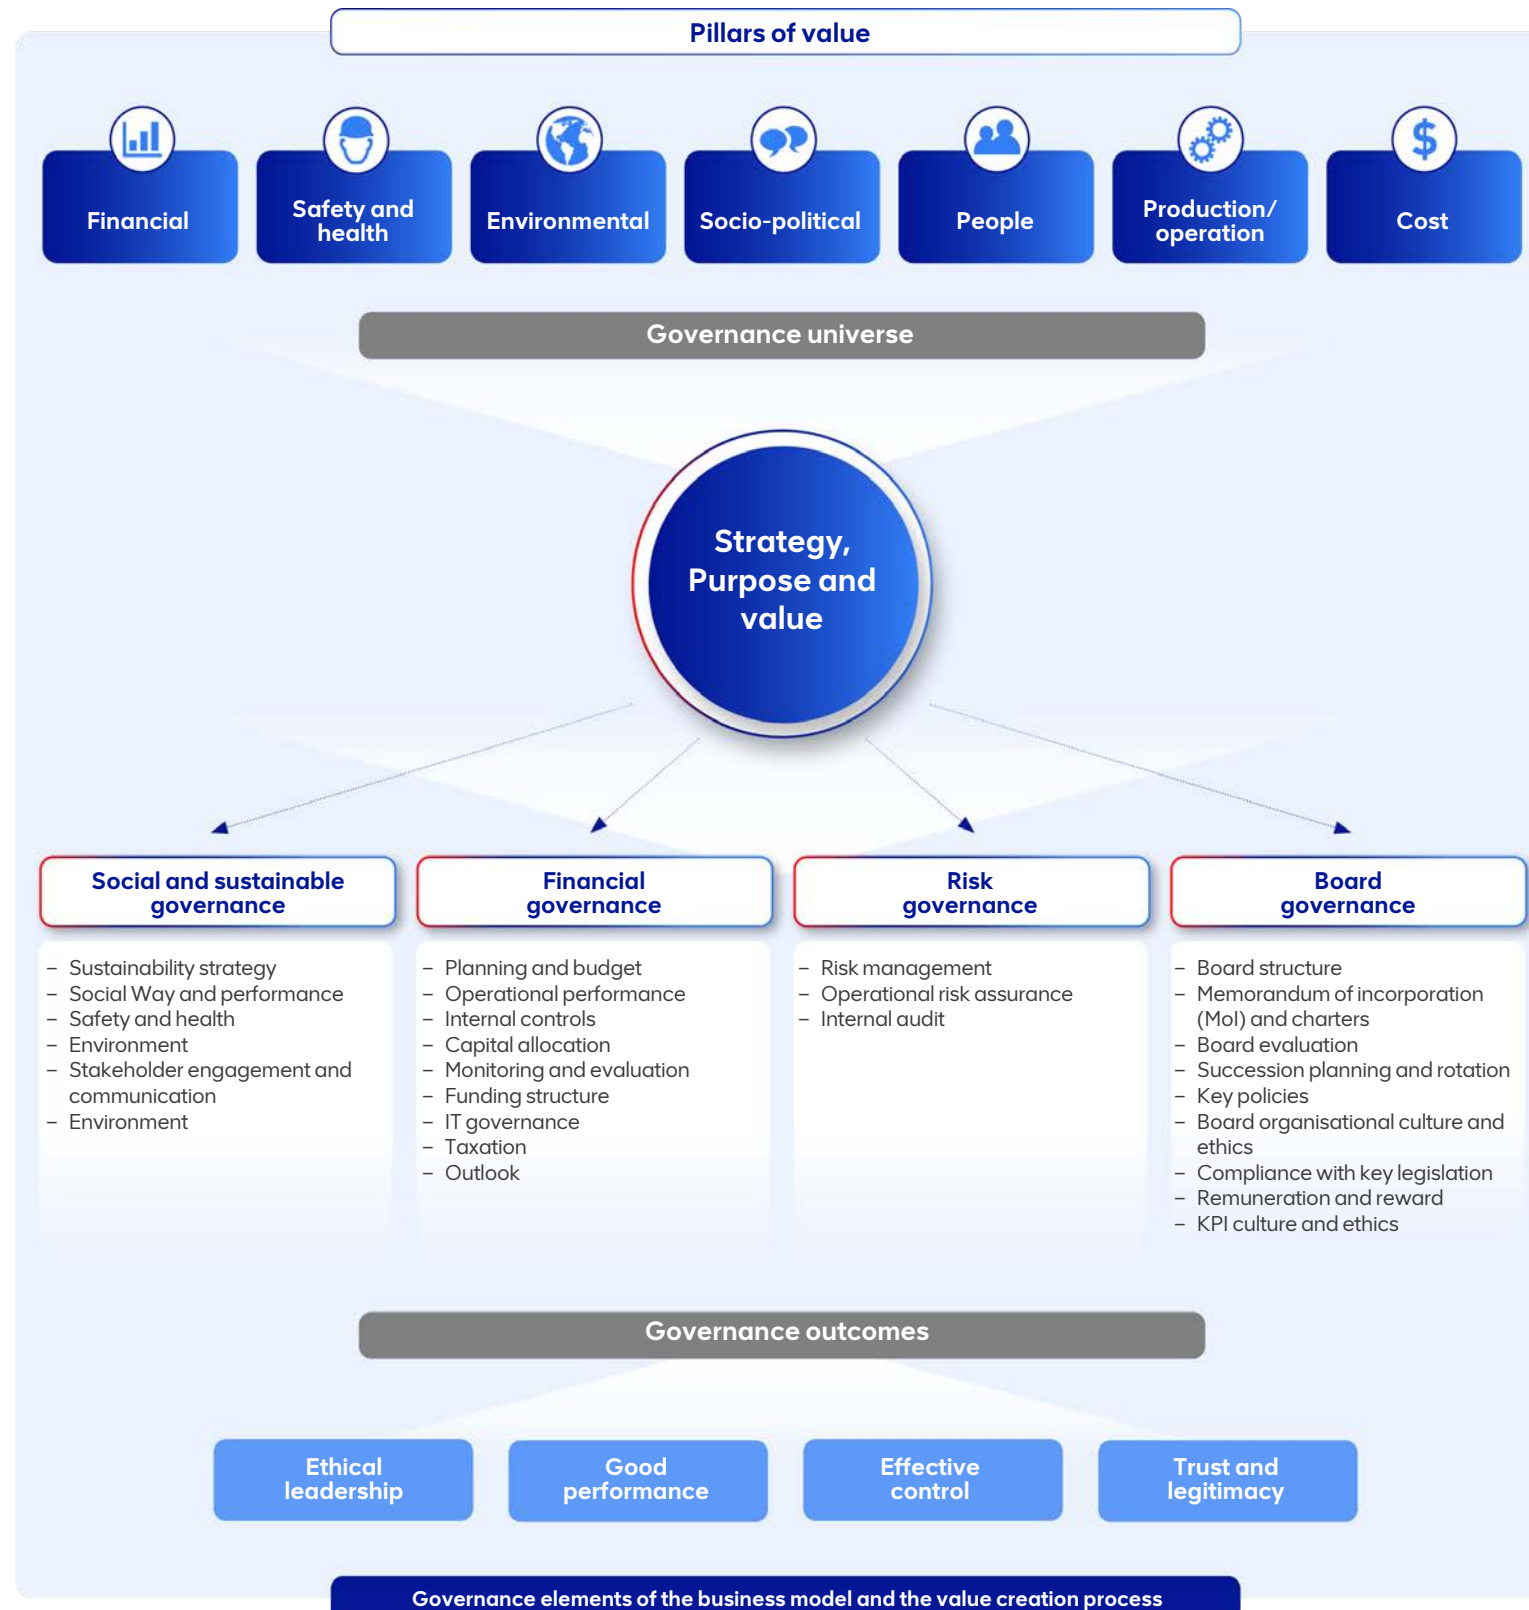 Pillars of value
Financial
Safety and
health
Environmental
Socio-political
People
Production/
operation
$
Cost
Governance universe
Strategy,
Purpose and
value
Social and sustainable
governance
– Sustainability strategy
– Social Way and performance
– Safety and health
– Environment
– Stakeholder engagement and
communication
– Environment
Financial
governance
– Planning and budget
– Operational performance
– Internal controls
– Capital allocation
– Monitoring and evaluation
– Funding structure
– IT governance
– Taxation
– Outlook
Risk
governance
– Risk management
– Operational risk assurance
– Internal audit
Board
governance
– Board structure
– Memorandum of incorporation
(MoI) and charters
– Board evaluation
– Succession planning and rotation
– Key policies
– Board organisational culture and
ethics
– Compliance with key legislation
– Remuneration and reward
– KPI culture and ethics
Governance outcomes
Ethical
leadership
Good
performance
Effective
control
Trust and
legitimacy
Governance elements of the business model and the value creation process